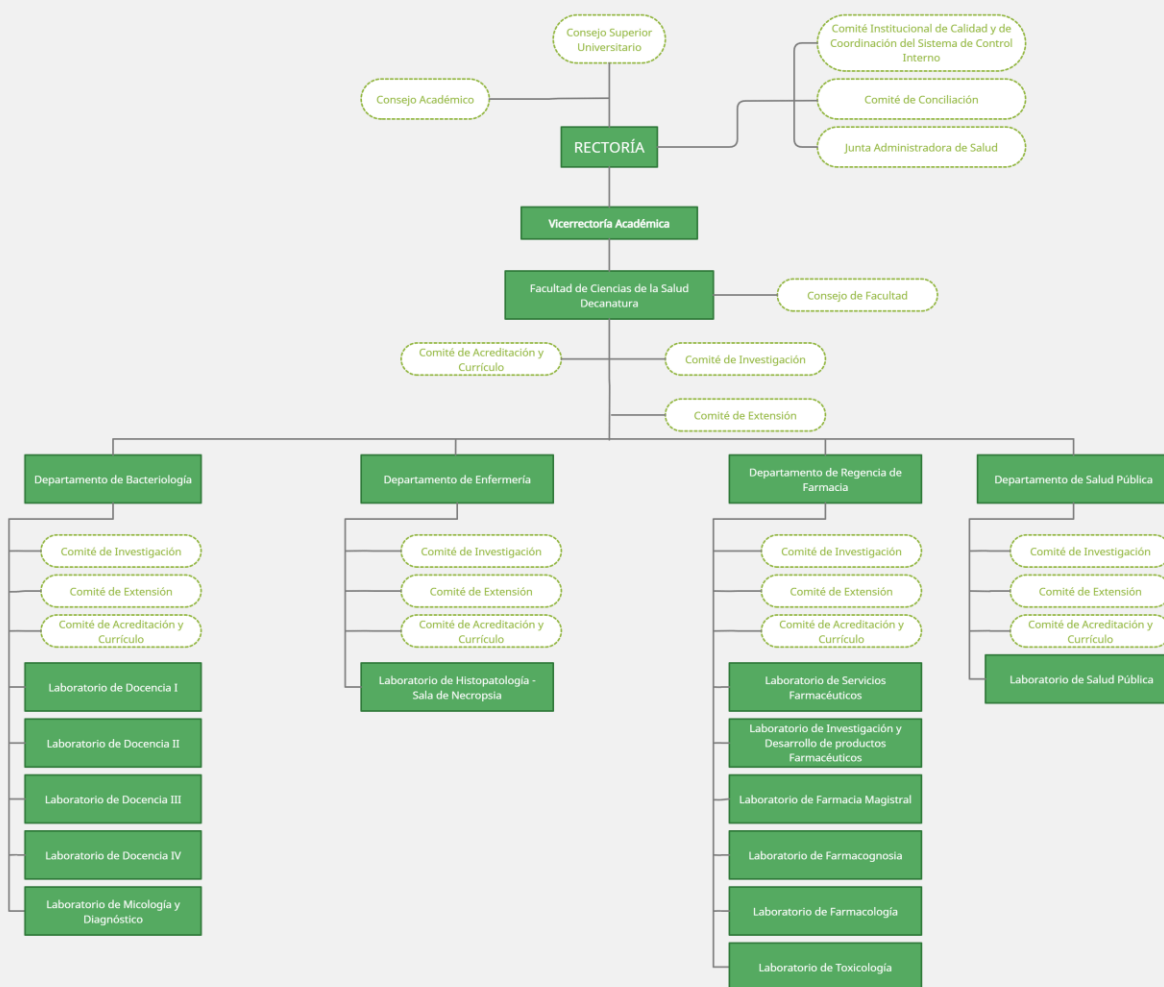 Consejo Superior
Universitario
Comité Institucional de Calidad y de
Coordinación del Sistema de Control
Interno
Consejo Académico
Comité de Conciliación
RECTORÍA
Junta Administradora de Salud
Vicerrectoría Académica
Facultad de Ciencias de la Salud
Decanatura
Consejo de Facultad
Comité de Acreditación y
Currículo
Comité de Investigación
Comité de Extensión
Departamento de Bacteriología
Comité de Investigación
Comité de Extensión
Comité de Acreditación y
Currículo
Laboratorio de Docencia I
Laboratorio de Docencia II
Laboratorio de Docencia III
Laboratorio de Docencia IV
Laboratorio de Micología y
Diagnóstico
Departamento de Enfermería
Comité de Investigación
Comité de Extensión
Comité de Acreditación y
Currículo
Laboratorio de Histopatología -
Sala de Necropsia
Departamento de Regencia de
Farmacia
Comité de Investigación
Comité de Extensión
Comité de Acreditación y
Currículo
Laboratorio de Servicios
Farmacéuticos
Laboratorio de Investigación y
Desarrollo de productos
Farmacéuticos
Laboratorio de Farmacia Magistral
Laboratorio de Farmacognosia
Laboratorio de Farmacología
Laboratorio de Toxicología
Departamento de Salud Pública
Comité de Investigación
Comité de Extensión
Comité de Acreditación y
Currículo
Laboratorio de Salud Pública